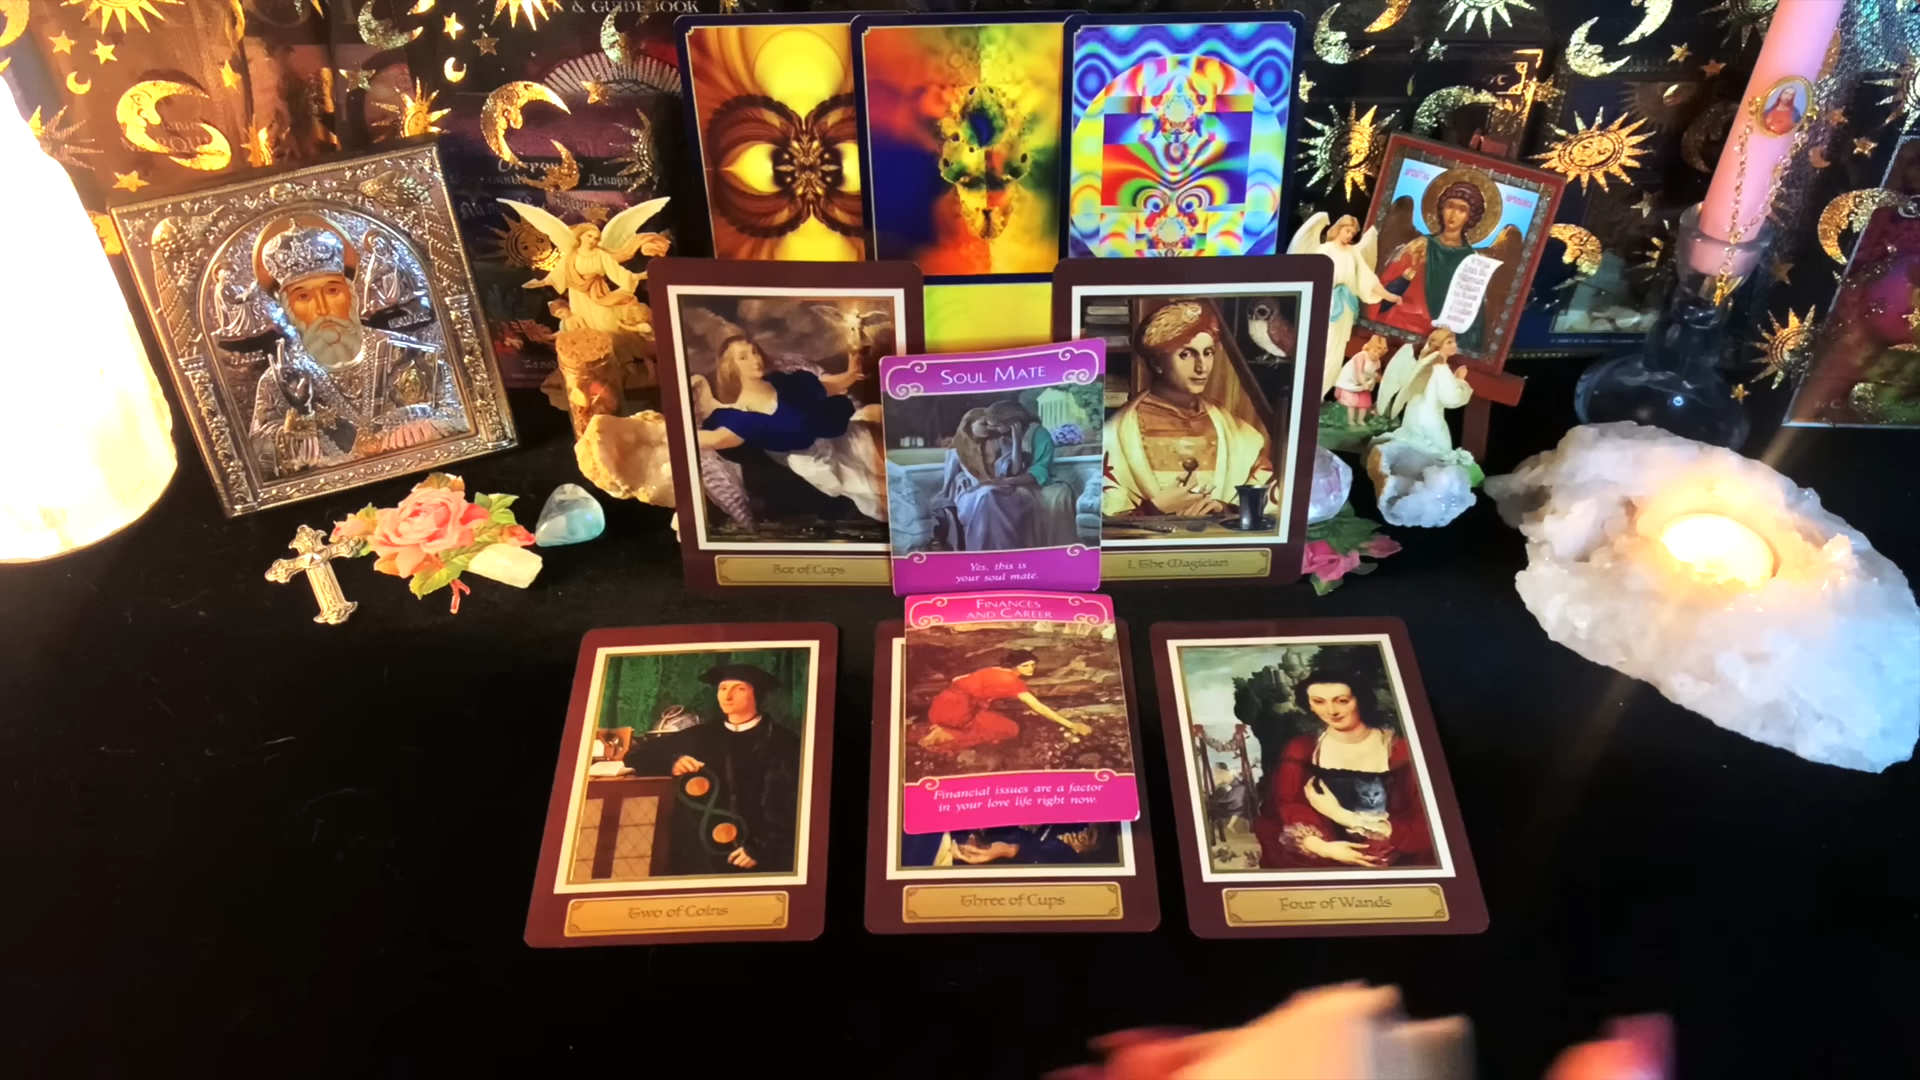 & GUIDEBOOK
SOUL MATE
Yes, this is
your soul mate.
Ace of Cups
I. The Magician
FINANCES
AND CAREER
Financial issues are a factor
in your love life right now.
Two of Coins
Three of Cups
Four of Wands